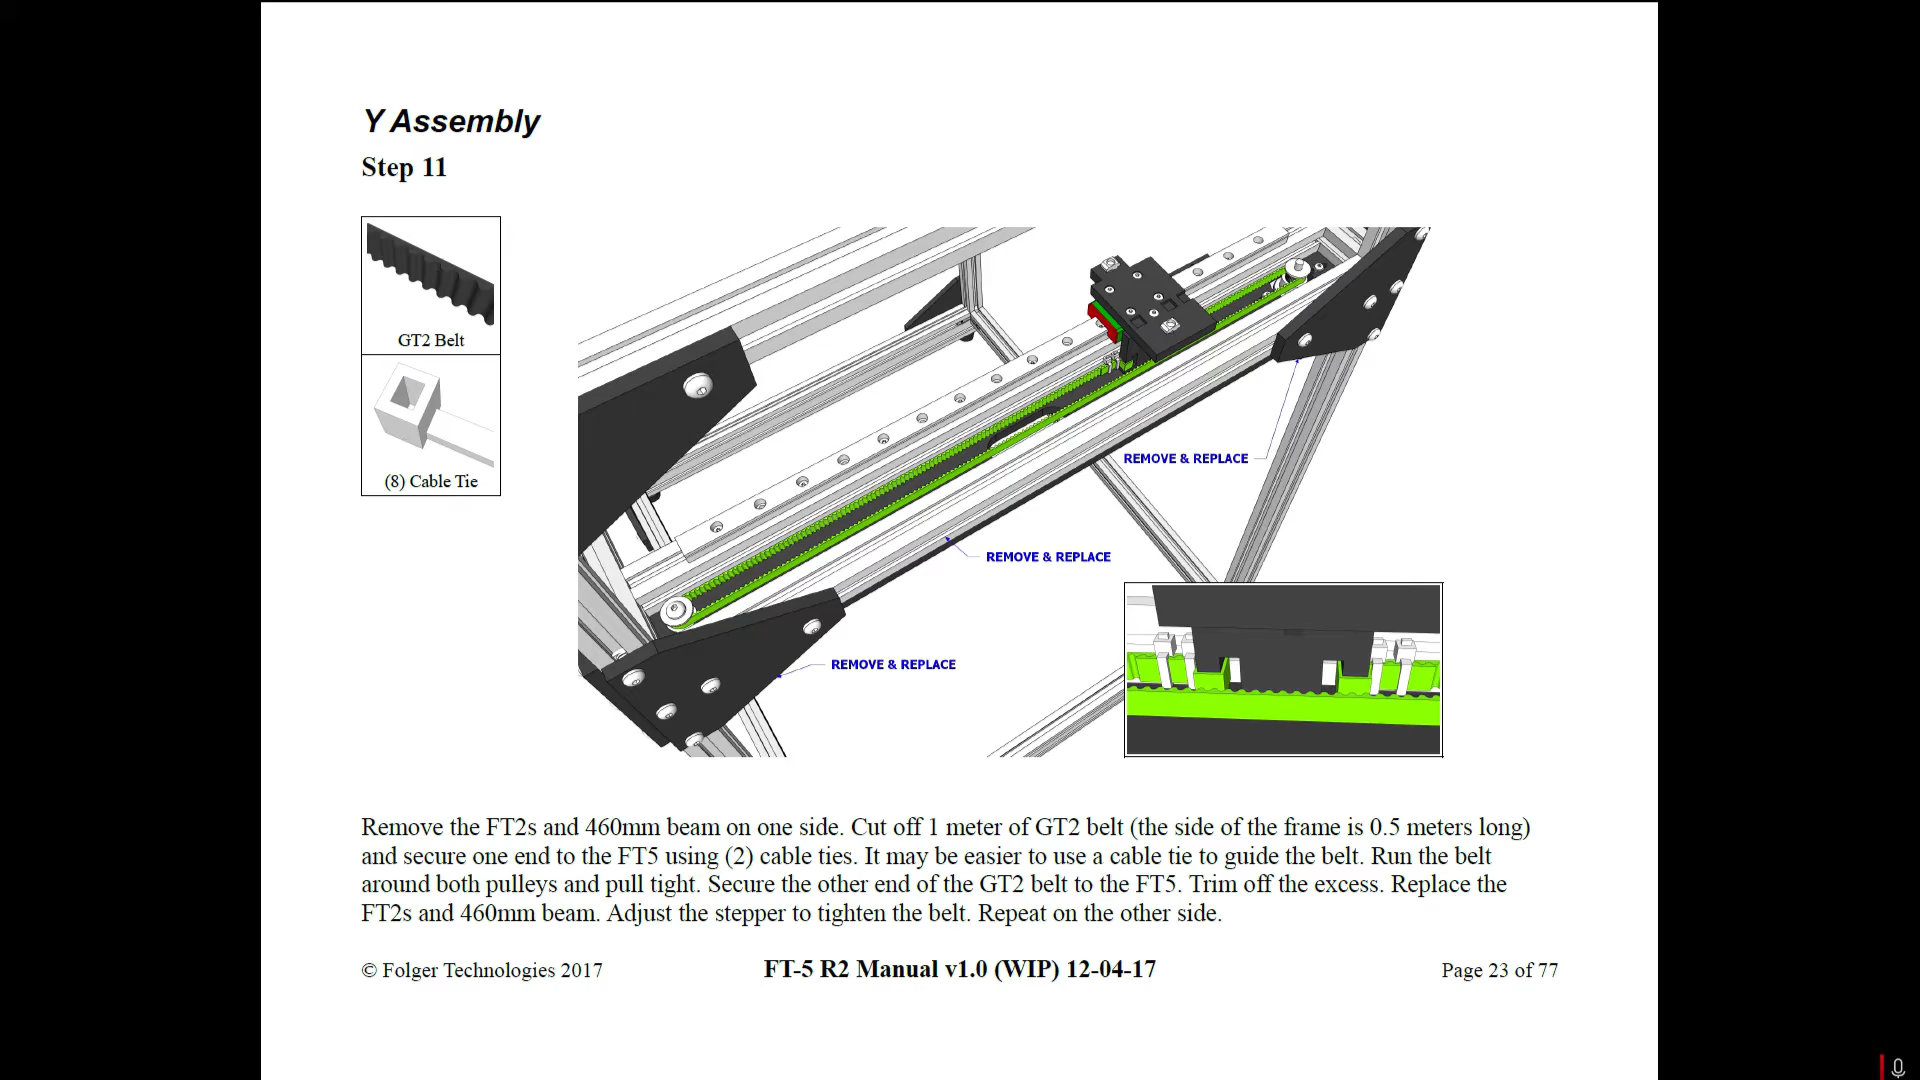 Y Assembly
Step 11
GT2 Belt
(8) Cable Tie
REMOVE & REPLACE
REMOVE & REPLACE
REMOVE & REPLACE
Remove the FT2s and 460mm beam on one side. Cut off 1 meter of GT2 belt (the side of the frame is 0.5 meters long)
and secure one end to the FT5 using (2) cable ties. It may be easier to use a cable tie to guide the belt. Run the belt
around both pulleys and pull tight. Secure the other end of the GT2 belt to the FT5. Trim off the excess. Replace the
FT2s and 460mm beam. Adjust the stepper to tighten the belt. Repeat on the other side.
© Folger Technologies 2017
FT-5 R2 Manual v1.0 (WIP) 12-04-17
Page 23 of 77